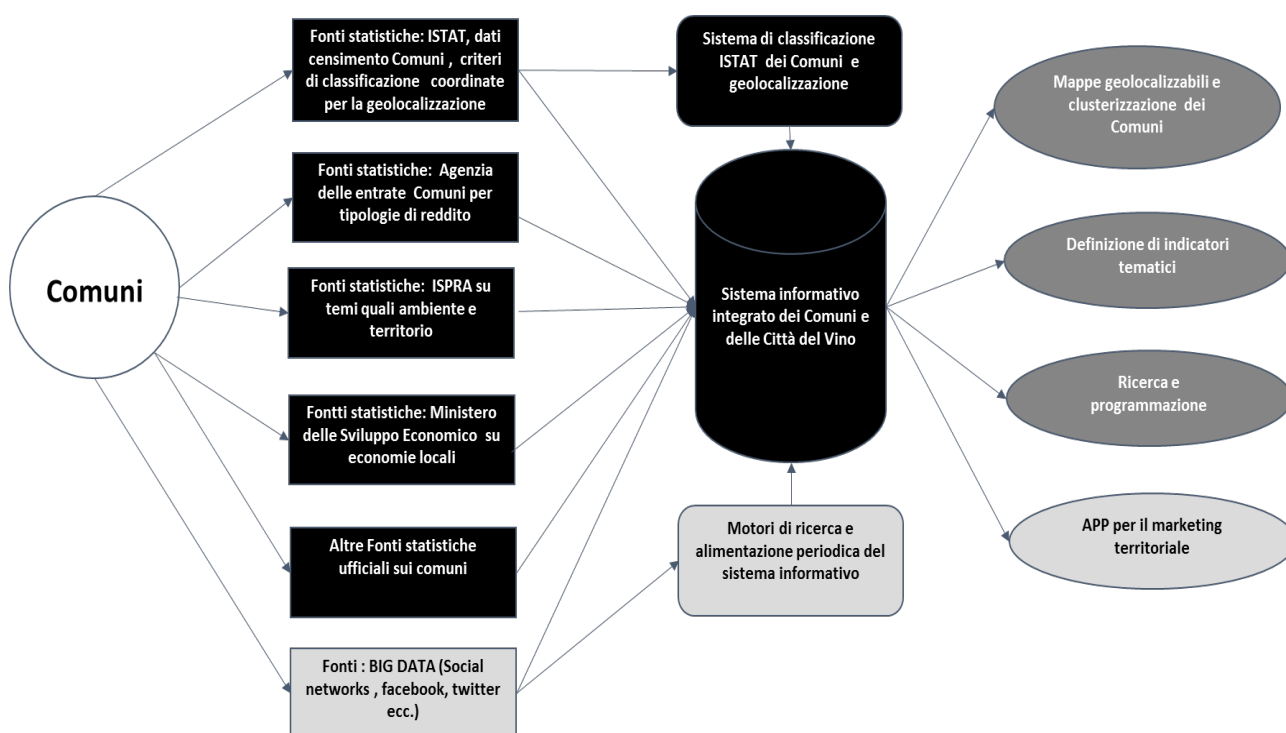 Comuni
Fonti statistiche: ISTAT, dati
censimento Comuni , criteri
di classificazione coordinate
per la geolocalizzazione
Fonti statistiche: Agenzia
delle entrate Comuni per
tipologie di reddito
Fonti statistiche: ISPRA su
temi quali ambiente e
territorio
Fontti statistiche: Ministero
delle Sviluppo Economico su
economie locali
Altre Fonti statistiche
ufficiali sui comuni
Fonti : BIG DATA (Social
networks , facebook, twitter
ecc.)
Sistema di classificazione
ISTAT dei Comuni e
geolocalizzazione
Sistema informativo
integrato dei Comuni e
delle Città del Vino
Motori di ricerca e
alimentazione periodica del
sistema informativo
Mappe geolocalizzabili e
clusterizzazione dei
Comuni
Definizione di indicatori
tematici
Ricerca e
programmazione
APP per il marketing
territoriale